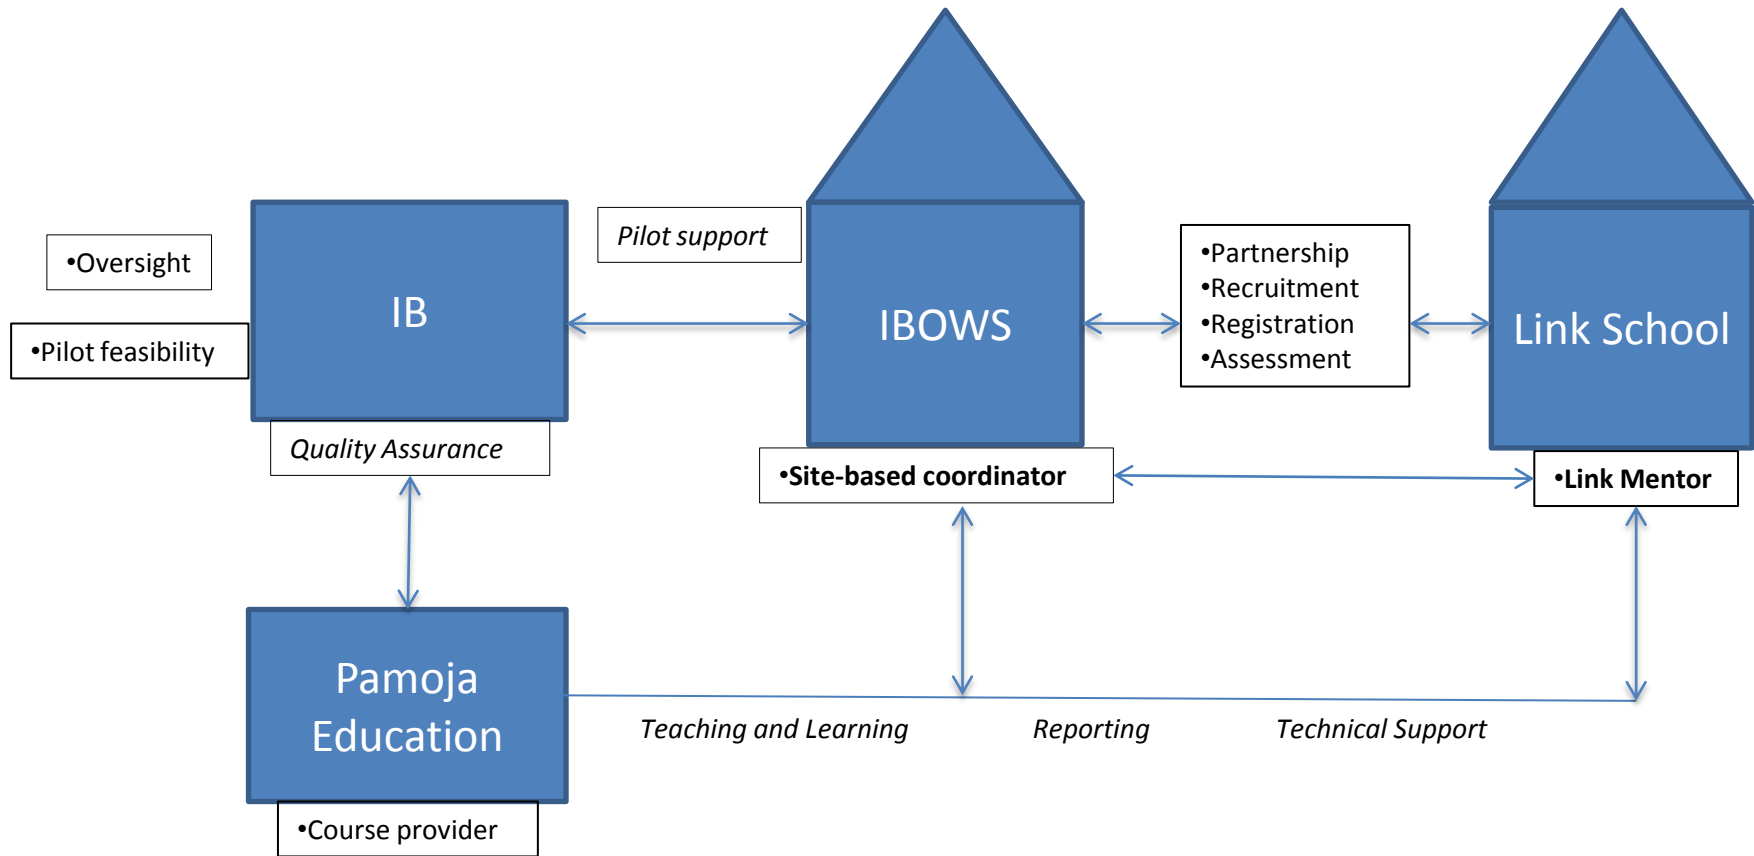 Pilot support
•Oversight
IB
•Pilot feasibility
Quality Assurance
IBOWS
•Partnership
•Recruitment
•Registration
•Assessment
Link School
•Site-based coordinator
•Link Mentor
Pamoja
Education
Teaching and Learning
Reporting
Technical Support
•Course provider